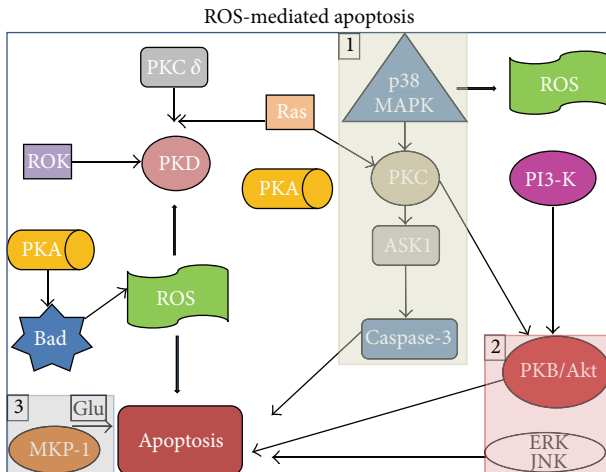 ROS-mediated apoptosis
1
PKC δ
p38
MAPK
ROS
Ras
ROK
PKD
PKA
PKC
PI3-K
PKA
ASK1
ROS
Bad
Caspase-3
2
PKB/Akt
3
Glu
MKP-1
Apoptosis
ERK
JNK